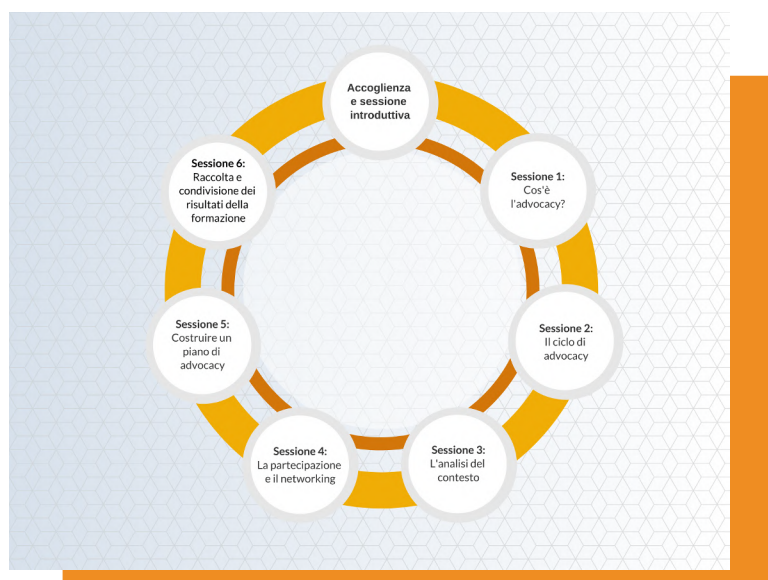 Accoglienza
e sessione
introduttiva
Sessione 1:
Cos'è
l'advocacy?
Sessione 2:
Il ciclo di
advocacy
Sessione 3:
L'analisi del
contesto
Sessione 4:
La partecipazione
e il networking
Sessione 5:
Costruire un
piano di
advocacy
Sessione 6:
Raccolta e
condivisione dei
risultati della
formazione